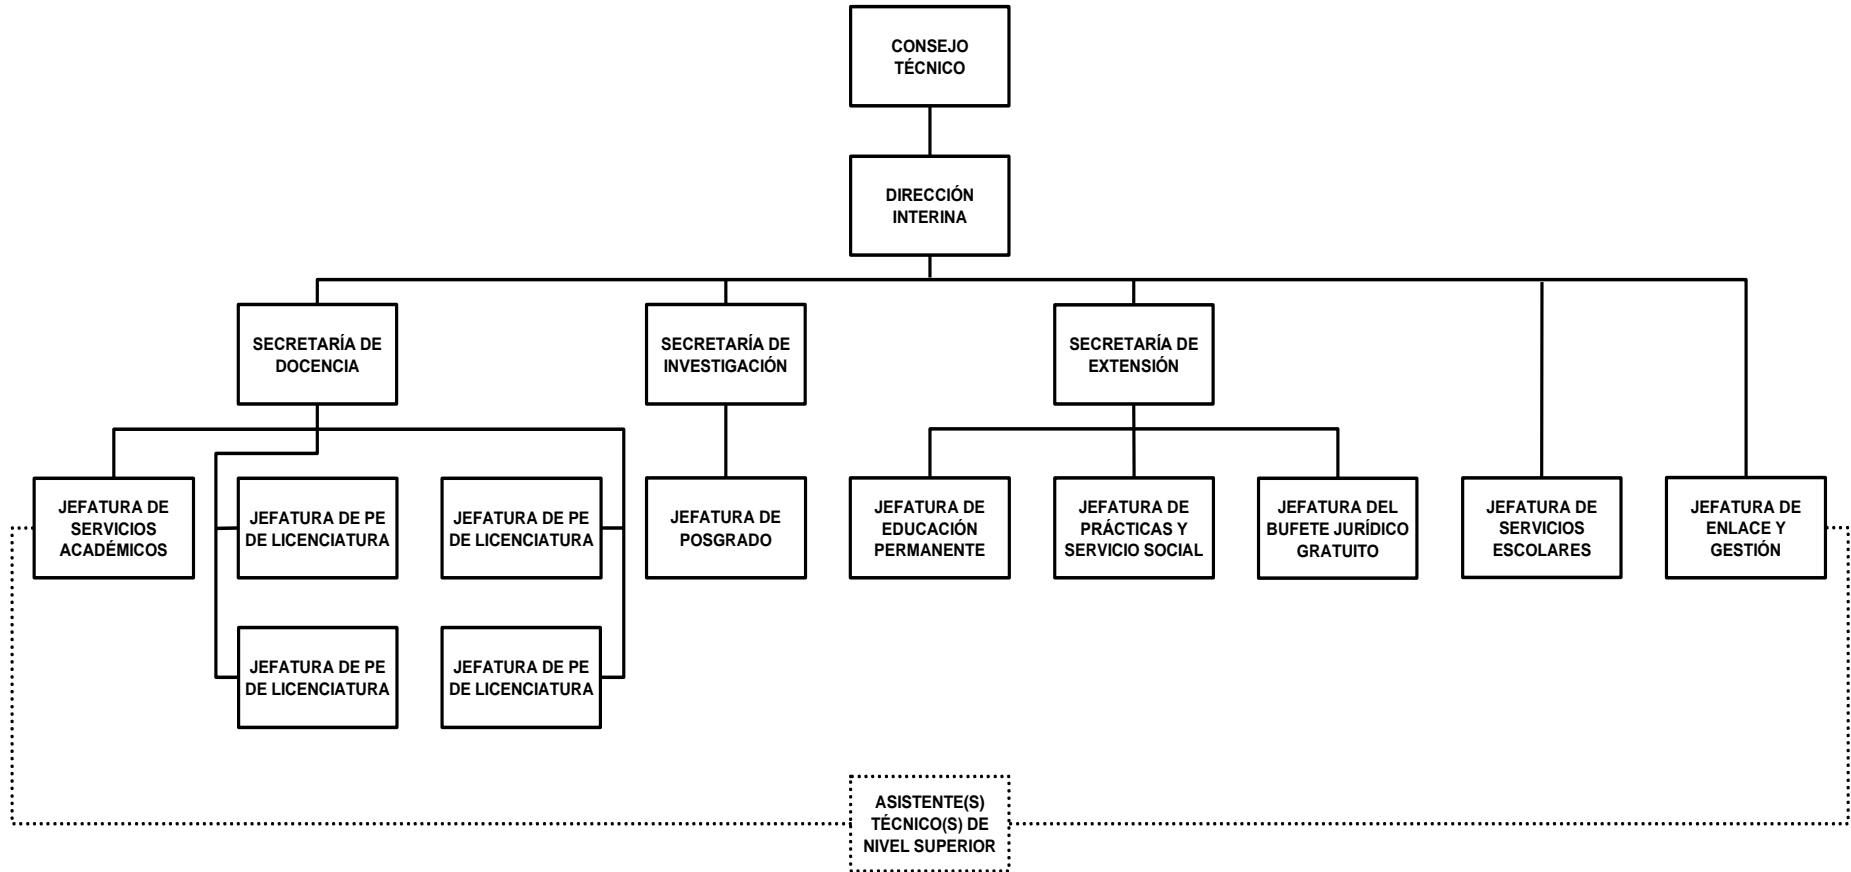 CONSEJO
TÉCNICO
DIRECCIÓN
INTERINA
SECRETARÍA DE
DOCENCIA
SECRETARÍA DE
INVESTIGACIÓN
SECRETARÍA DE
EXTENSIÓN
JEFATURA DE
SERVICIOS
ACADÉMICOS
JEFATURA DE PE
DE LICENCIATURA
JEFATURA DE PE
DE LICENCIATURA
JEFATURA DE
POSGRADO
JEFATURA DE
EDUCACIÓN
PERMANENTE
JEFATURA DE
PRÁCTICAS Y
SERVICIO SOCIAL
JEFATURA DEL
BUFETE JURÍDICO
GRATUITO
JEFATURA DE
SERVICIOS
ESCOLARES
JEFATURA DE
ENLACE Y
GESTIÓN
JEFATURA DE PE
DE LICENCIATURA
JEFATURA DE PE
DE LICENCIATURA
ASISTENTE(S)
TÉCNICO(S) DE
NIVEL SUPERIOR